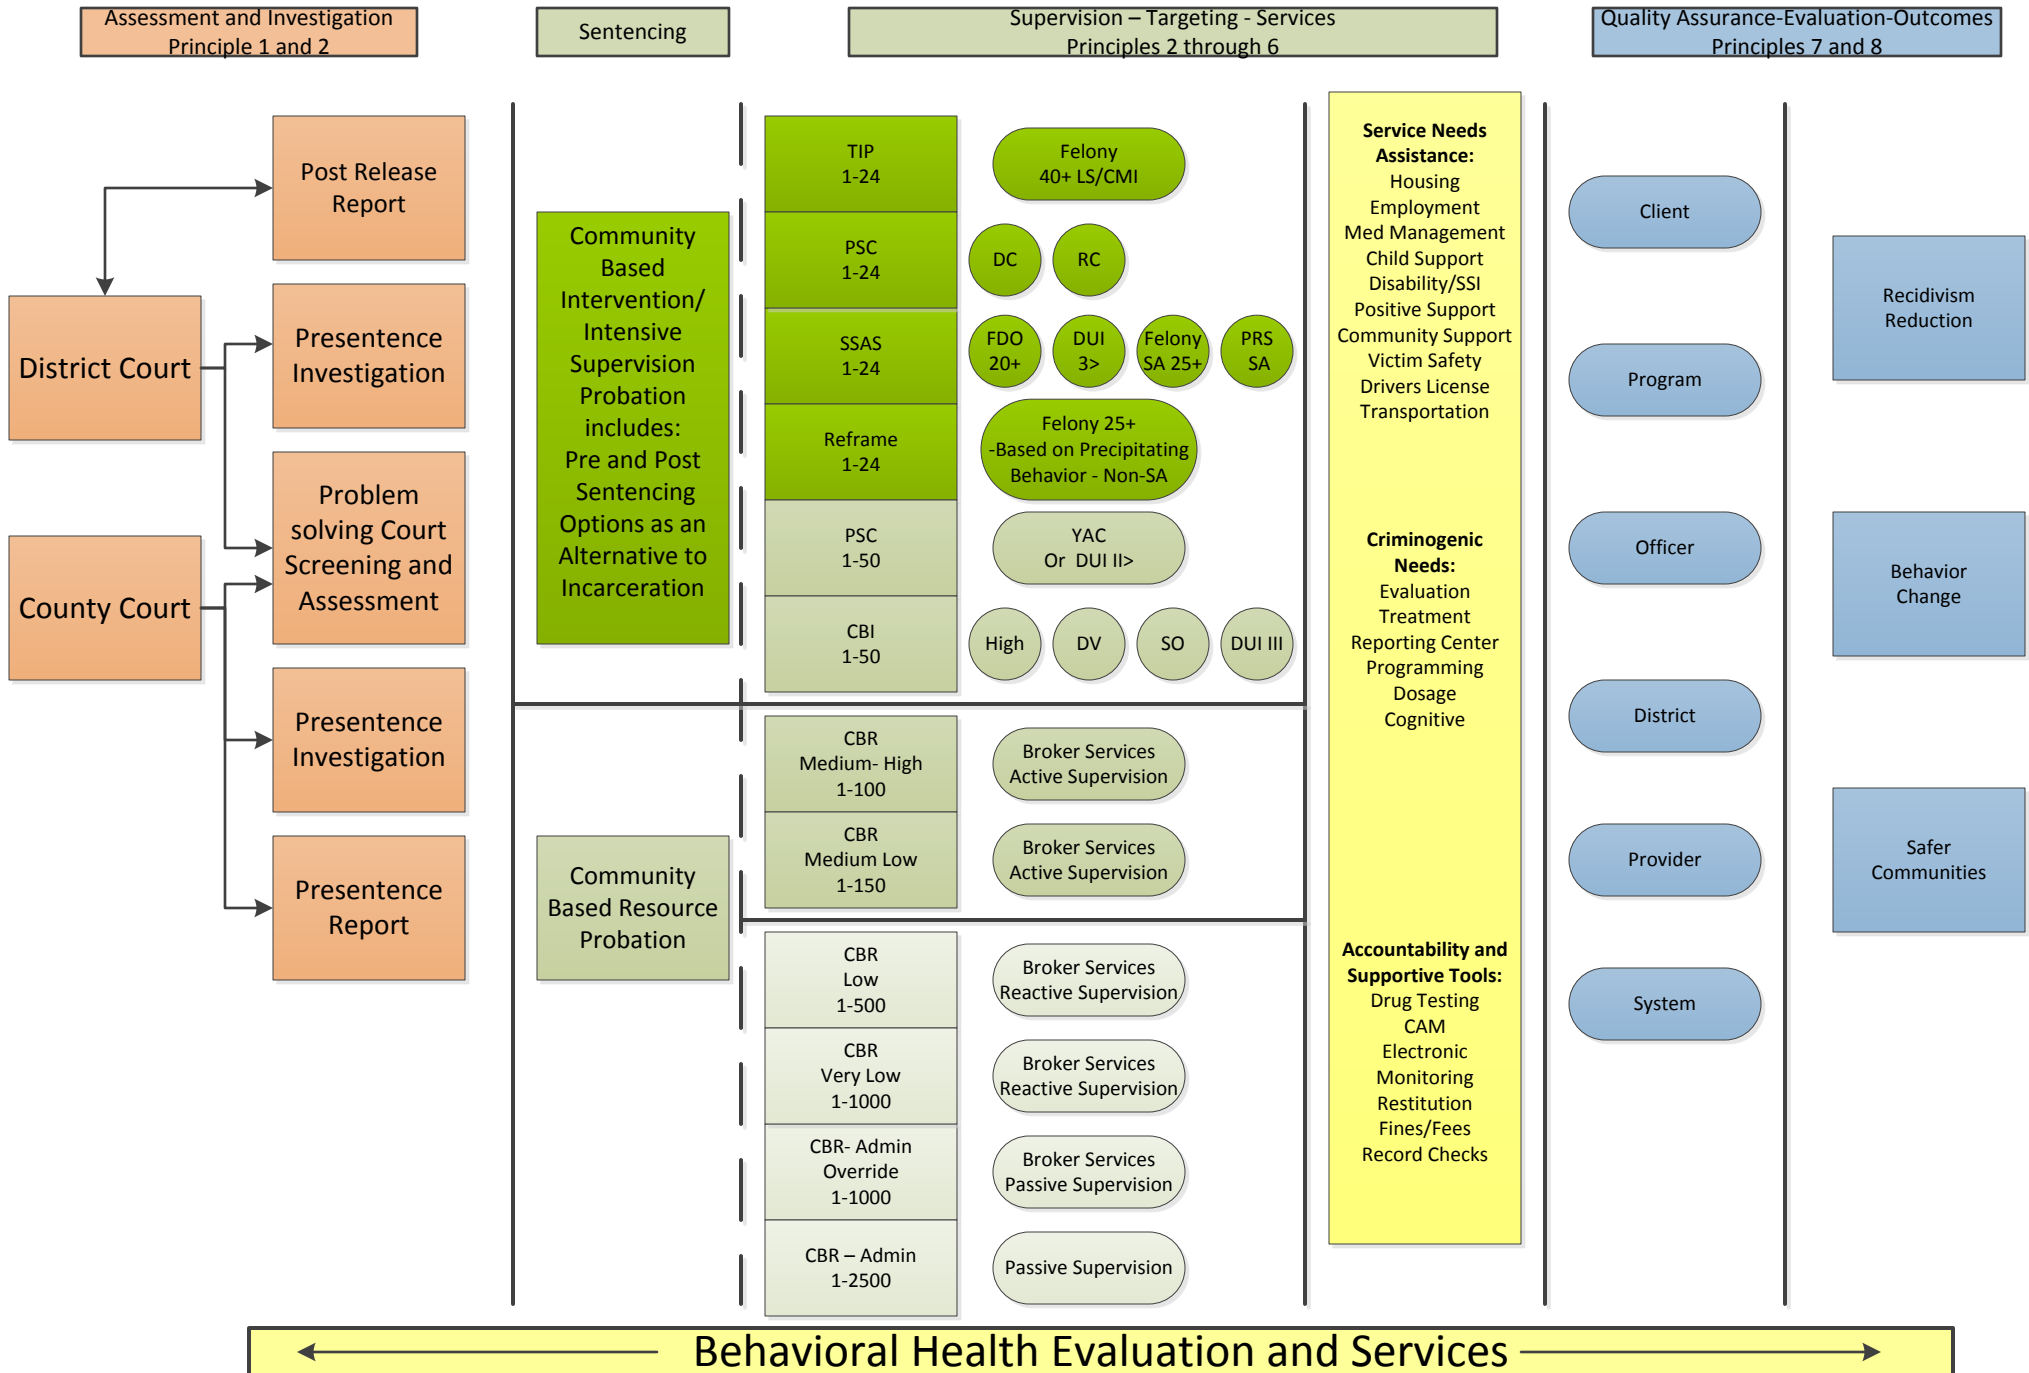 Assessment and Investigation
Principle 1 and 2
Sentencing
Supervision – Targeting - Services
Principles 2 through 6
Quality Assurance-Evaluation-Outcomes
Principles 7 and 8
Post Release
Report
District Court
Presentence
Investigation
Problem
solving Court
Screening and
Assessment
County Court
Presentence
Investigation
Presentence
Report
Community
Based
Intervention/
Intensive
Supervision
Probation
includes:
Pre and Post
Sentencing
Options as an
Alternative to
Incarceration
Community
Based Resource
Probation
TIP
1-24
Felony
40+ LS/CMI
PSC
1-24
DC
RC
SSAS
1-24
FDO
20+
DUI
3>
Felony
SA 25+
PRS
SA
Reframe
1-24
Felony 25+
-Based on Precipitating
Behavior - Non-SA
PSC
1-50
YAC
Or DUI II>
CBI
1-50
High
DV
SO
DUI III
CBR
Medium- High
1-100
Broker Services
Active Supervision
CBR
Medium Low
1-150
Broker Services
Active Supervision
CBR
Low
1-500
Broker Services
Reactive Supervision
CBR
Very Low
1-1000
Broker Services
Reactive Supervision
CBR- Admin
Override
1-1000
Broker Services
Passive Supervision
CBR – Admin
1-2500
Passive Supervision
Service Needs
Assistance:
Housing
Employment
Med Management
Child Support
Disability/SSI
Positive Support
Community Support
Victim Safety
Drivers License
Transportation
Criminogenic
Needs:
Evaluation
Treatment
Reporting Center
Programming
Dosage
Cognitive
Accountability and
Supportive Tools:
Drug Testing
CAM
Electronic
Monitoring
Restitution
Fines/Fees
Record Checks
Client
Program
Officer
District
Provider
System
Recidivism
Reduction
Behavior
Change
Safer
Communities
Behavioral Health Evaluation and Services